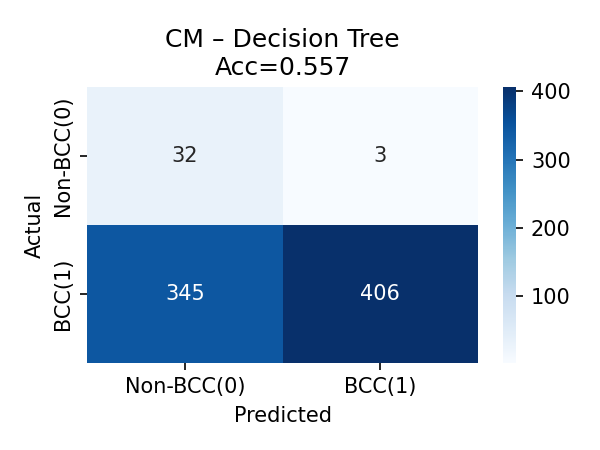 CM – Decision Tree
Acc=0.557
Actual
Non-BCC(0)
32
3
BCC(1)
345
406
Non-BCC(0)
BCC(1)
Predicted
400
300
200
100